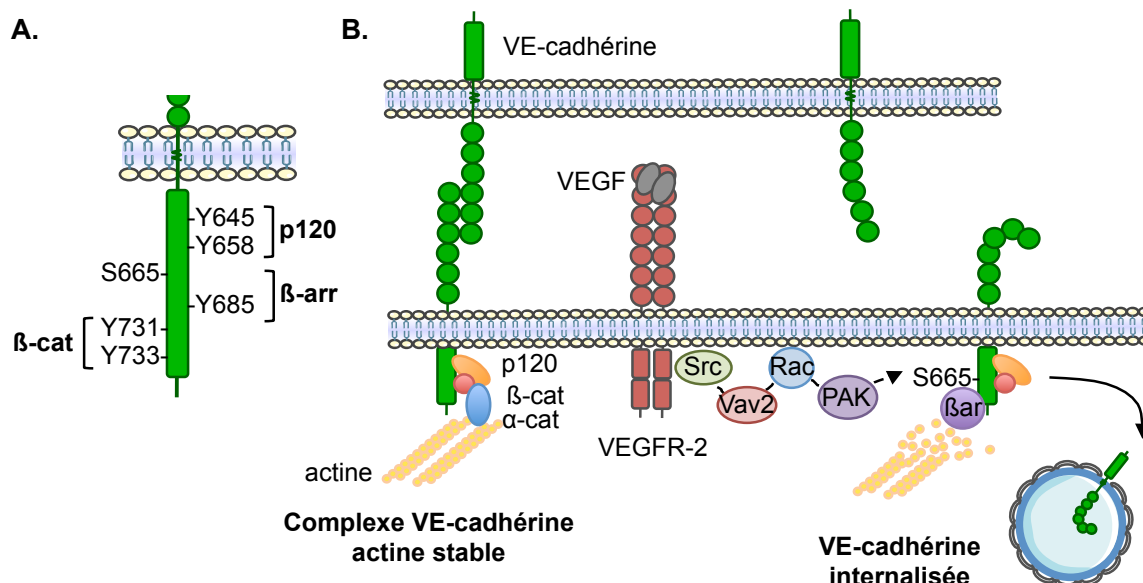 A.
Y645
Y658
p120
S665
Y685
ß-arr
ß-cat
Y731
Y733
B.
VE-cadhérine
VEGF
p120
ß-cat
α-cat
actine
Complexe VE-cadhérine
actine stable
VEGFR-2
Src
Vav2
Rac
PAK
S665
ßar
VE-cadhérine
internalisée